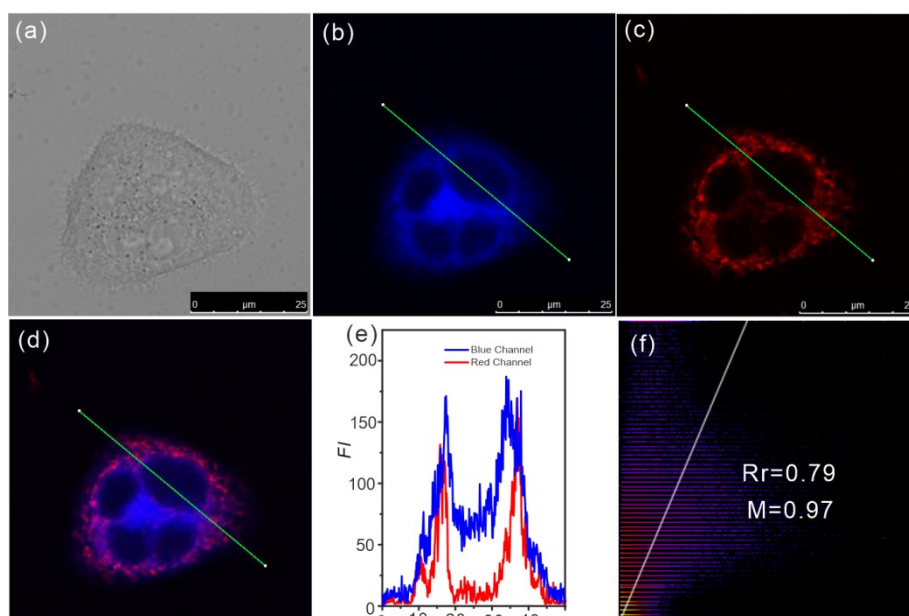 (a)
(b)
(c)
0 µm 25
0 µm 25
0 µm 25
(d)
(e)
(f)
Blue Channel
Red Channel
200
150
100
50
0
FI
Rr=0.79
M=0.97